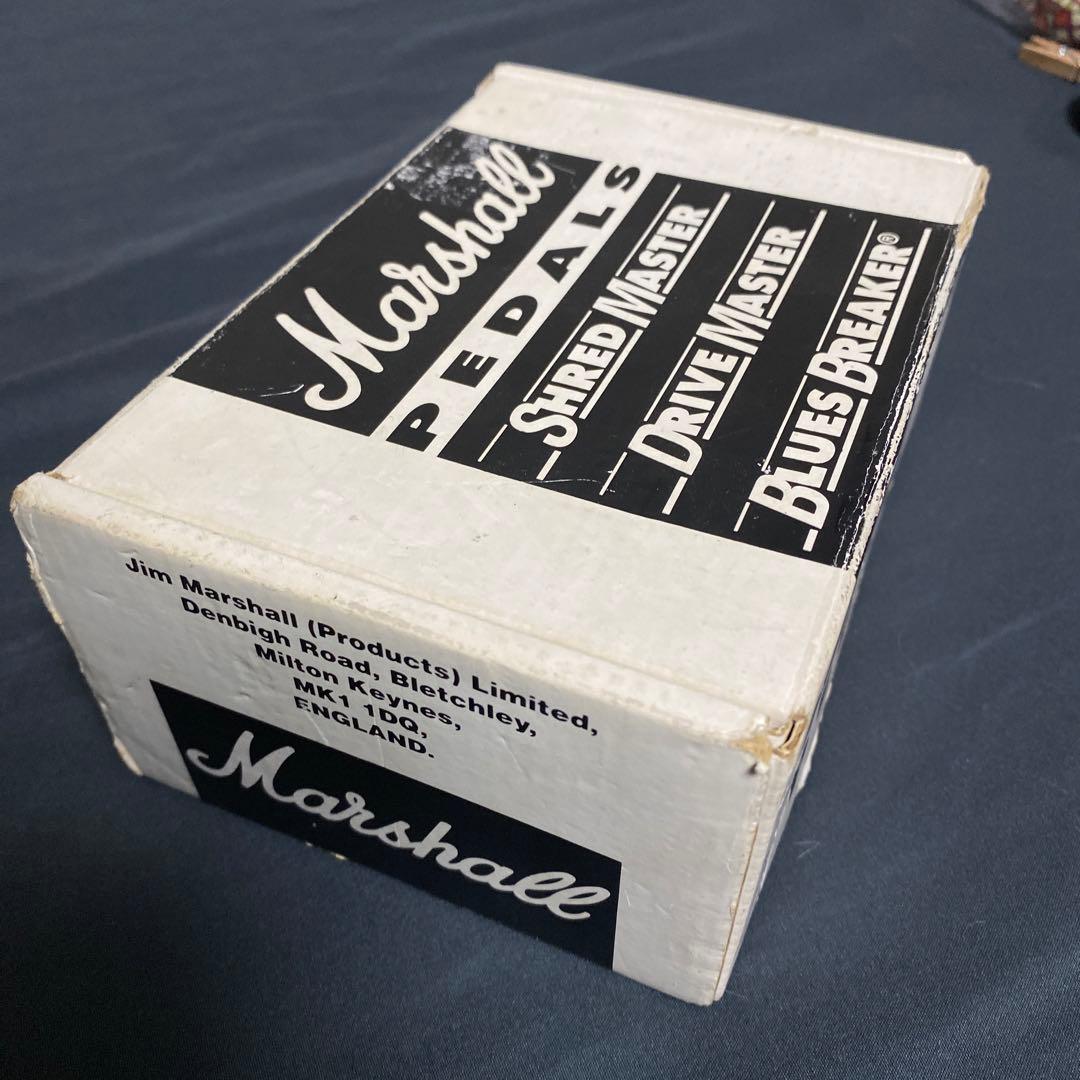 Marshall
PEDALS
SHRED MASTER
DRIVE MASTER
BLUES BREAKER®
Jim Marshall (Products) Limited,
Denbigh Road, Bletchley,
Milton Keynes,
MK1 1DQ,
ENGLAND.
Marshall